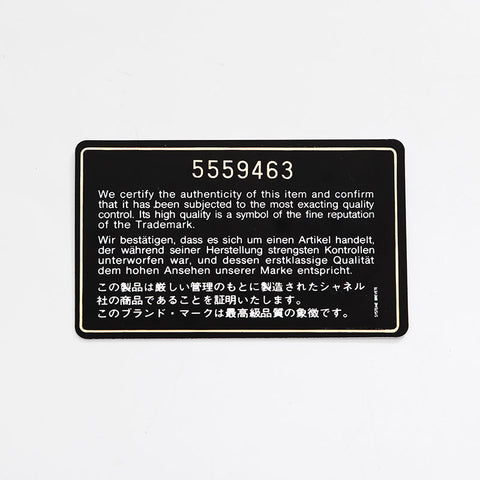 5559463
We certify the authenticity of this item and confirm
that it has been subjected to the most exacting quality
control. Its high quality is a symbol of the fine reputation
of the Trademark.
Wir bestätigen, dass es sich um einen Artikel handelt,
der während seiner Herstellung strengsten Kontrollen
unterworfen war, und dessen erstklassige Qualität
dem hohen Ansehen unserer Marke entspricht.
この製品は厳しい管理のもとに製造されたシャネル
社の商品であることを証明いたします。
このブランド・マークは最高級品質の象徴です。